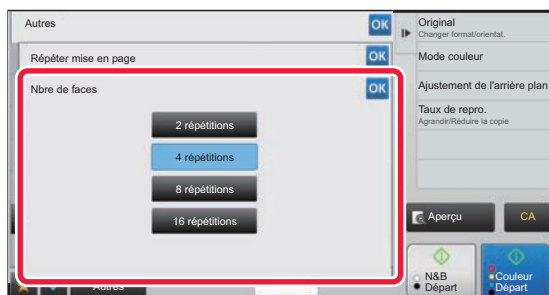 Autres
OK
Répéter mise en page
OK
Nbre de faces
OK
2 répétitions
4 répétitions
8 répétitions
16 répétitions
Autres
Original
Changer format/orientat.
Mode couleur
Ajustement de l'arrière plan
Taux de repro.
Agrandir/Réduire la copie
Aperçu
CA
N&B
Départ
Couleur
Départ